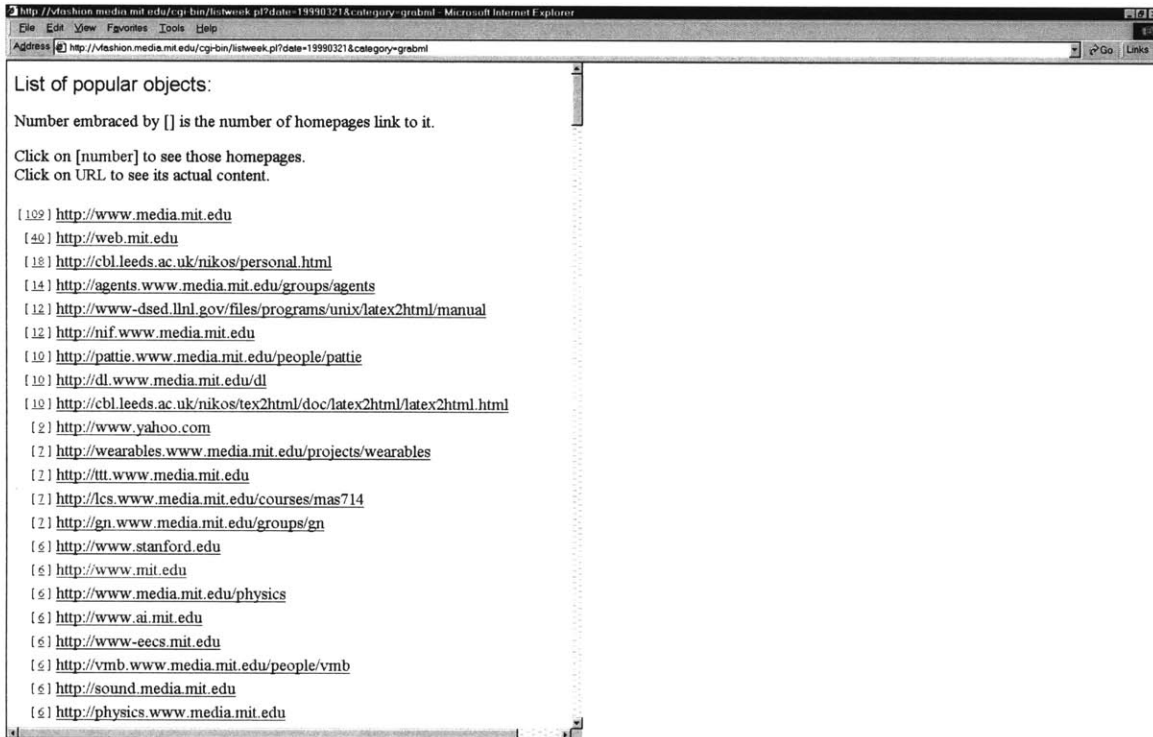 http://vfashion.media.mit.edu/cgi-bin/listweek.pl?date=19990321&category=grabml - Microsoft Internet Explorer
File Edit View Favorites Tools Help
Address http://vfashion.media.mit.edu/cgi-bin/listweek.pl?date=19990321&category=grabml Go Links
List of popular objects:
Number embraced by [] is the number of homepages link to it.
Click on [number] to see those homepages.
Click on URL to see its actual content.
[109] http://www.media.mit.edu
[40] http://web.mit.edu
[18] http://cbl.leeds.ac.uk/nikos/personal.html
[14] http://agents.www.media.mit.edu/groups/agents
[12] http://www-dsed.llnl.gov/files/programs/unix/latex2html/manual
[12] http://nif.www.media.mit.edu
[10] http://pattie.www.media.mit.edu/people/pattie
[10] http://dl.www.media.mit.edu/dl
[10] http://cbl.leeds.ac.uk/nikos/tex2html/doc/latex2html/latex2html.html
[9] http://www.yahoo.com
[7] http://wearables.www.media.mit.edu/projects/wearables
[7] http://ttt.www.media.mit.edu
[7] http://lcs.www.media.mit.edu/courses/mas714
[7] http://gn.www.media.mit.edu/groups/gn
[6] http://www.stanford.edu
[6] http://www.mit.edu
[6] http://www.media.mit.edu/physics
[6] http://www.ai.mit.edu
[6] http://www-eecs.mit.edu
[6] http://vmb.www.media.mit.edu/people/vmb
[6] http://sound.media.mit.edu
[6] http://physics.www.media.mit.edu